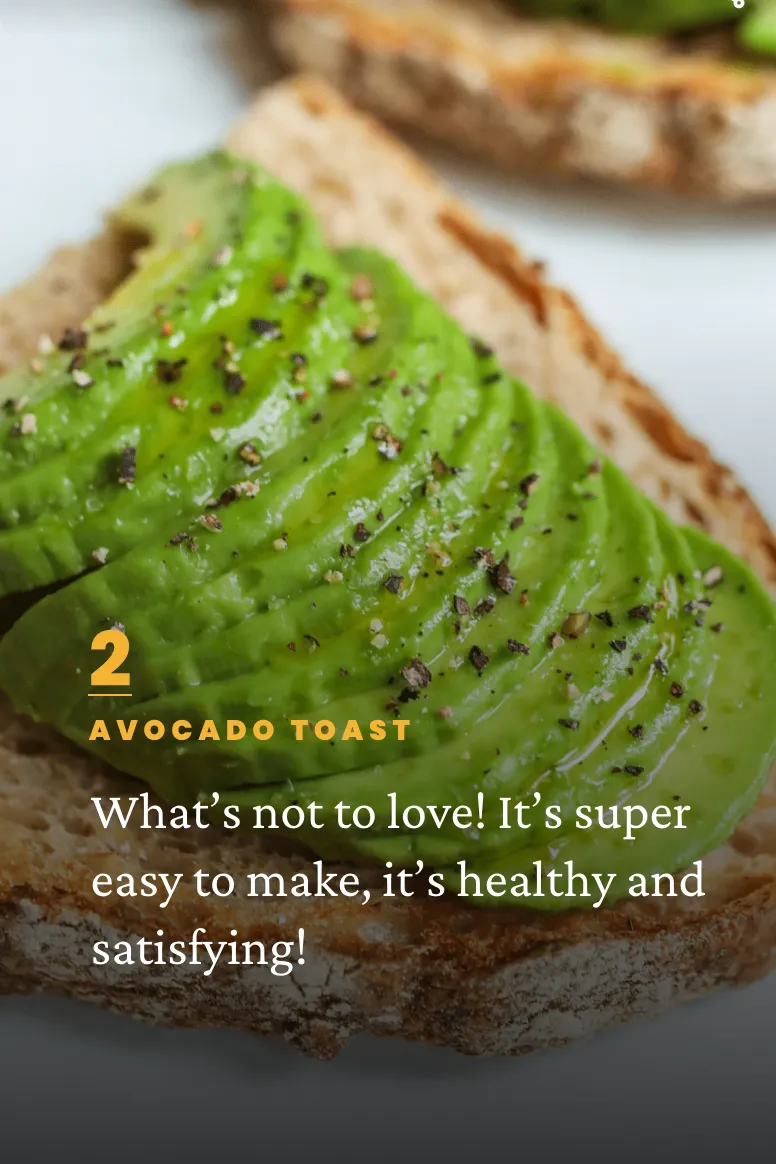 2
AVOCADO TOAST
What’s not to love! It’s super
easy to make, it’s healthy and
satisfying!